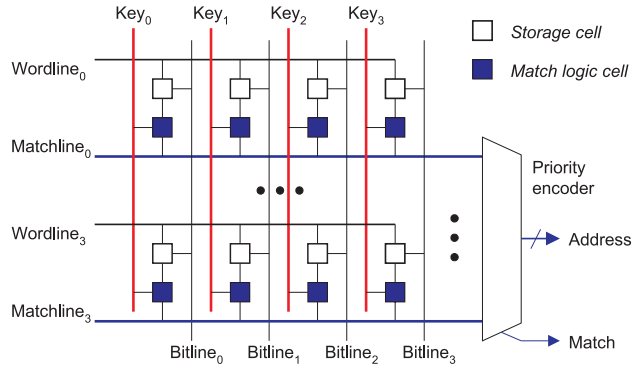 Key0 Key1 Key2 Key3
Storage cell
Match logic cell
Wordline0
Matchline0
Priority
encoder
Wordline3
Address
Matchline3
Match
Bitline0 Bitline1 Bitline2 Bitline3